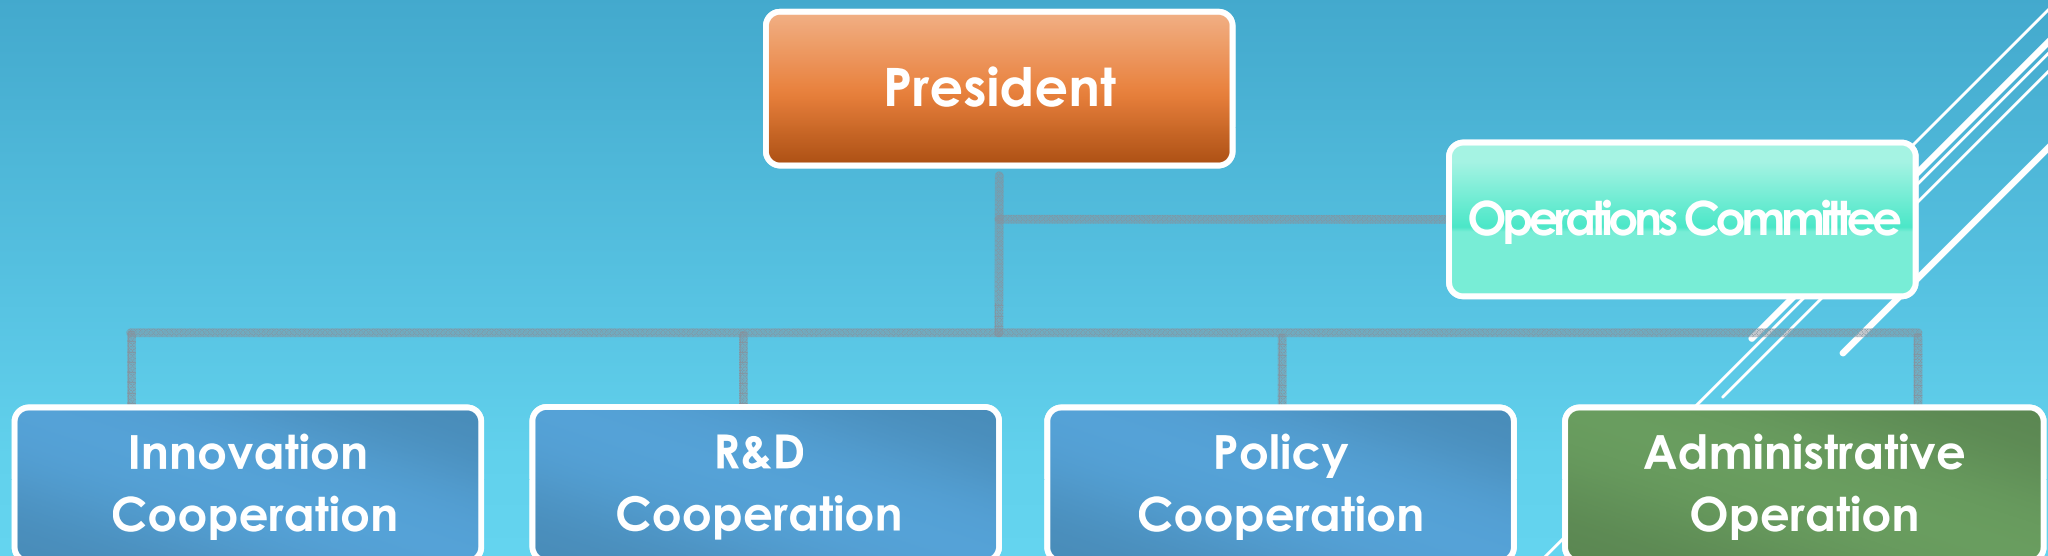 President
Operations Committee
Innovation
Cooperation
R&D
Cooperation
Policy
Cooperation
Administrative
Operation